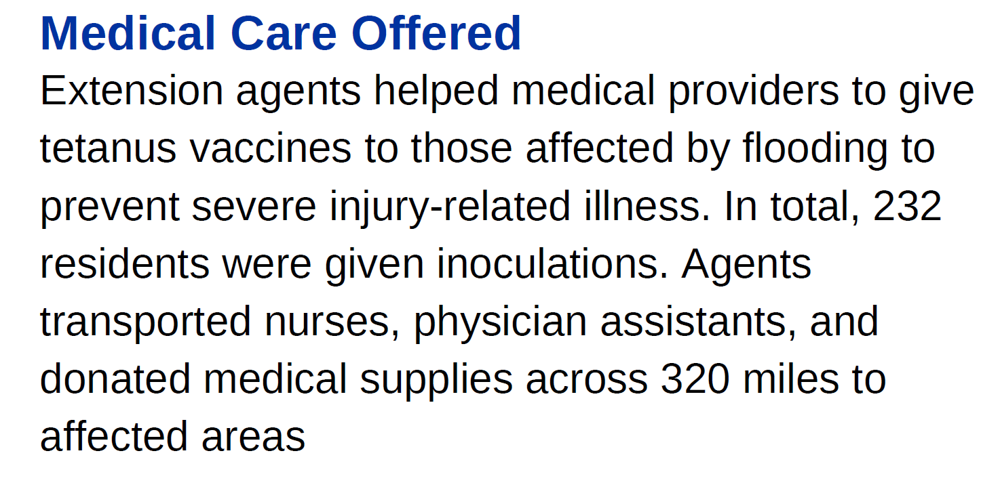 Medical Care Offered
Extension agents helped medical providers to give
tetanus vaccines to those affected by flooding to
prevent severe injury-related illness. In total, 232
residents were given inoculations. Agents
transported nurses, physician assistants, and
donated medical supplies across 320 miles to
affected areas